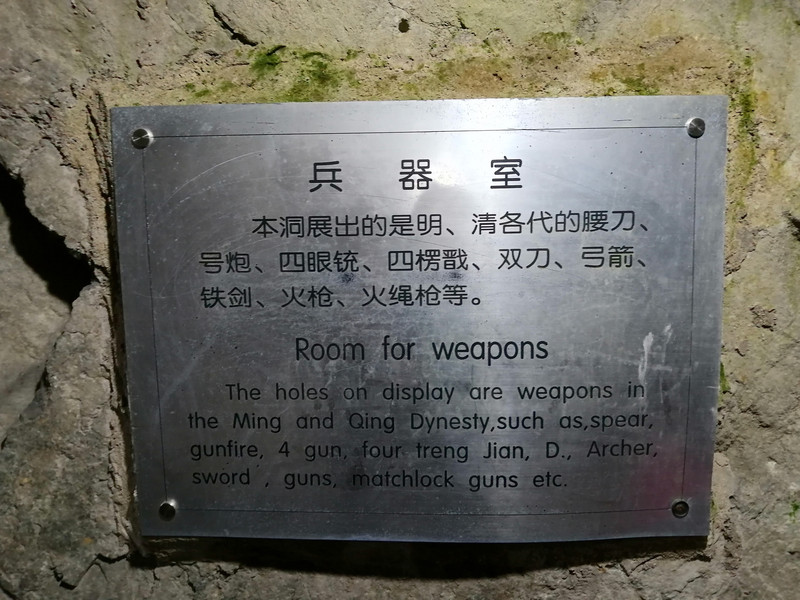 兵器室
本洞展出的是明、清各代的腰刀、
号炮、四眼铳、四楞戬、双刀、弓箭、
铁剑、火枪、火绳枪等。
Room for weapons
The holes on display are weapons in
the Ming and Qing Dynesty,such as,spear,
gunfire, 4 gun, four treng Jian, D., Archer,
sword , guns, matchlock guns etc.